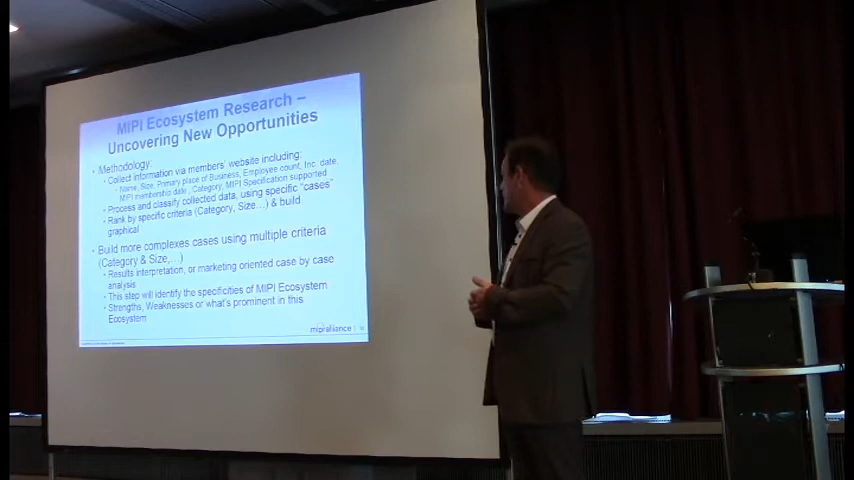 MIPI Ecosystem Research –
Uncovering New Opportunities
• Methodology.
• Collect information via members' website including:
• Name, Size, Primary place of Business, Employee count, Inc. date,
MIPI membership date, Category, MIPI Specification supported
• Process and classify collected data, using specific "cases"
• Rank by specific criteria (Category, Size…) & build
graphical
• Build more complexes cases using multiple criteria
(Category & Size,…)
• Results interpretation, or marketing oriented case by case
analysis
• This step will identify the specificities of MIPI Ecosystem
• Strengths, Weaknesses or what's prominent in this
Ecosystem
mipi alliance